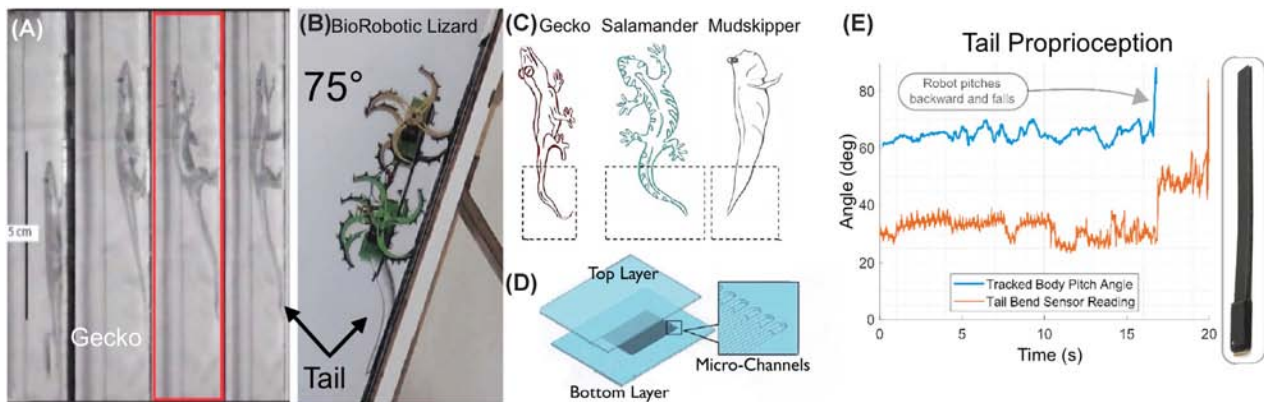 (A)
5 cm
Gecko
(B)
BioRobotic Lizard
75°
Tail
(C)
Gecko Salamander Mudskipper
(D)
Top Layer
Micro-Channels
Bottom Layer
(E)
Tail Proprioception
Robot pitches
backward and falls
Angle (deg)
80
60
40
20
0
Tracked Body Pitch Angle
Tail Bend Sensor Reading
0 5 10 15 20
Time (s)